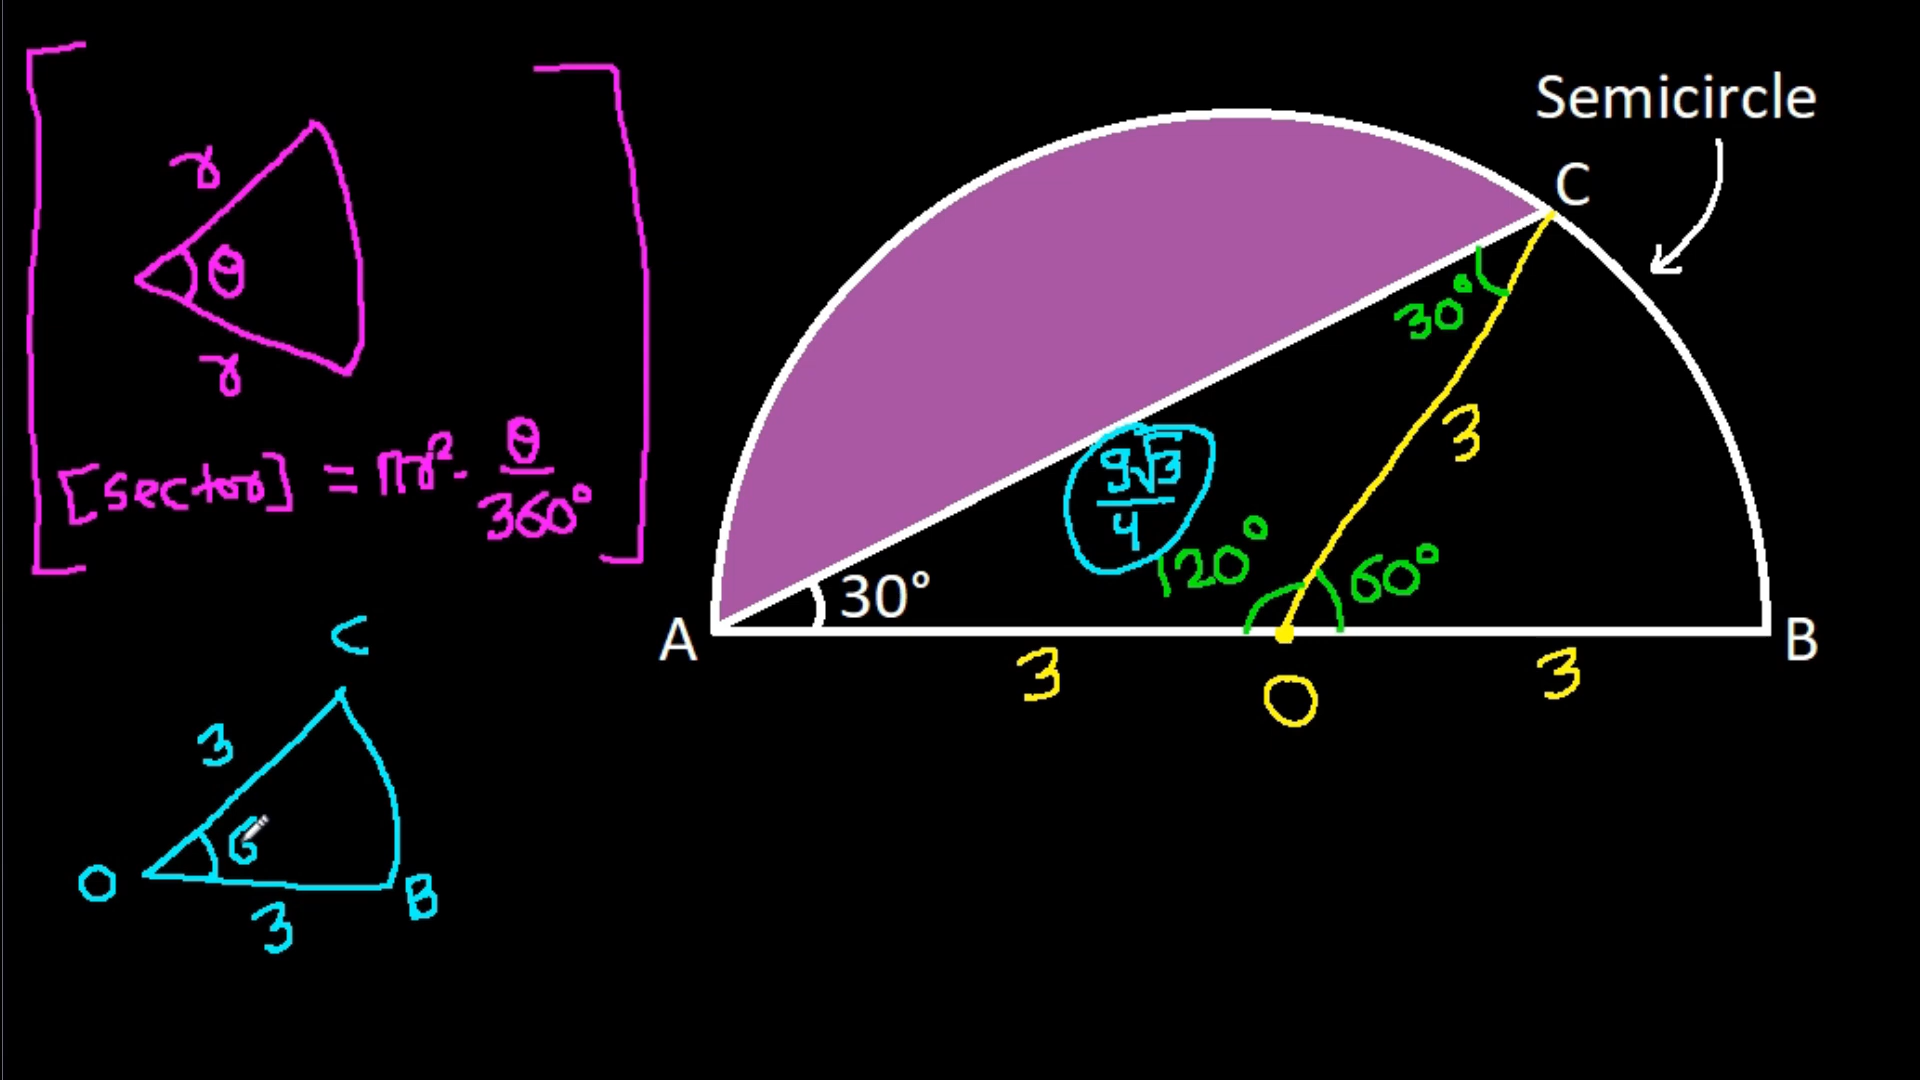 r
θ
r
[sector] = πr² · θ/360°
C
3
6
O
3
B
Semicircle
C
30°
3
9√3/4
120°
60°
30°
A
B
3
3
O